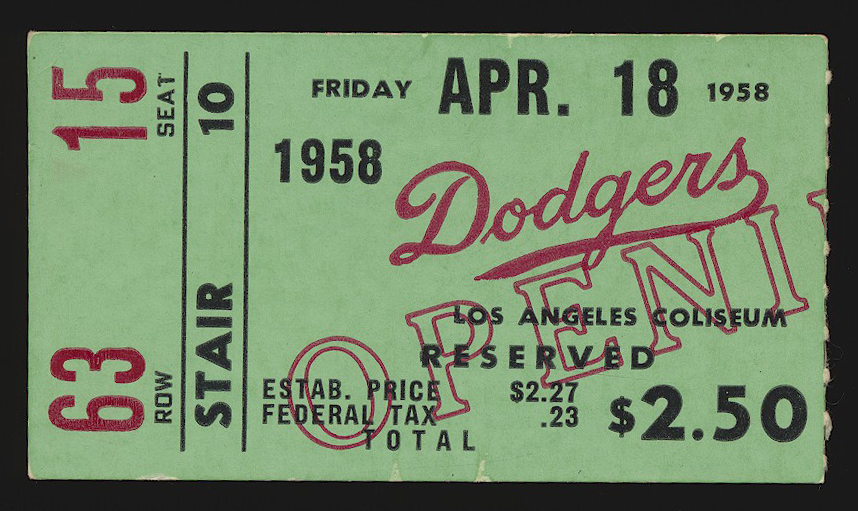 15 SEAT
63 ROW
STAIR 10
FRIDAY APR. 18 1958
1958 Dodgers
OPENI
LOS ANGELES COLISEUM
RESERVED
ESTAB. PRICE $2.27
FEDERAL TAX .23
TOTAL $2.50